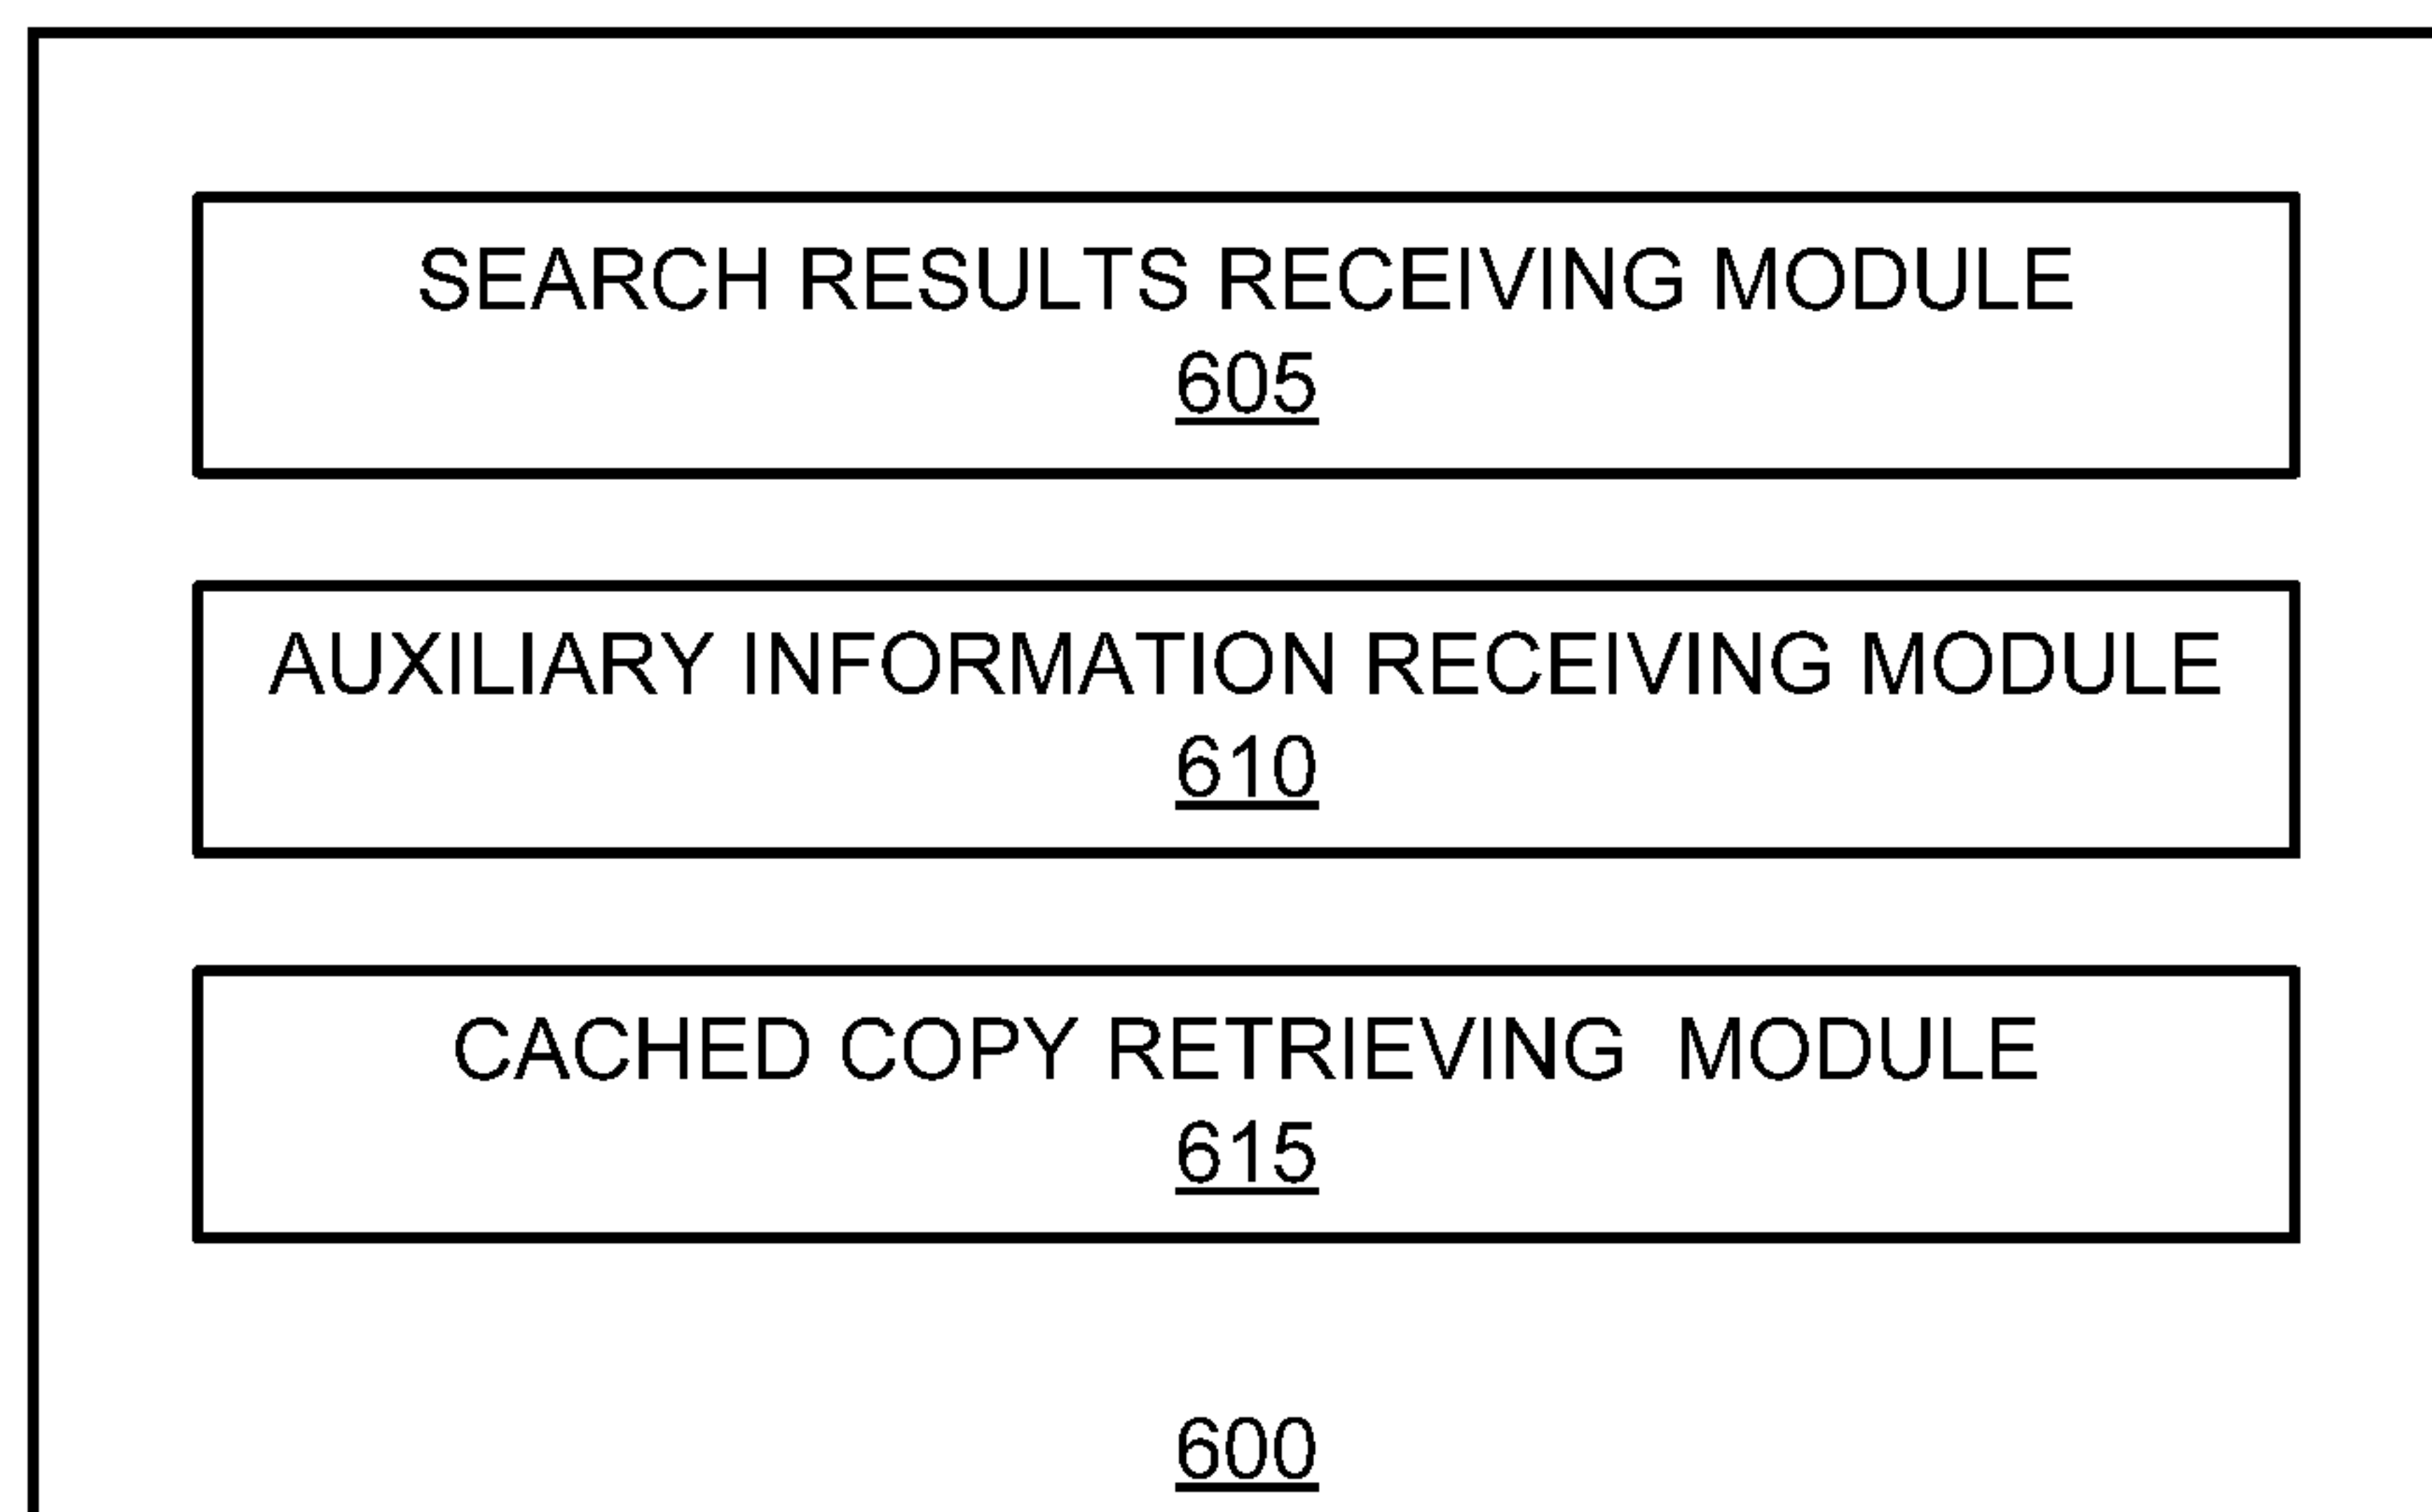 SEARCH RESULTS RECEIVING MODULE
605
AUXILIARY INFORMATION RECEIVING MODULE
610
CACHED COPY RETRIEVING MODULE
615
600